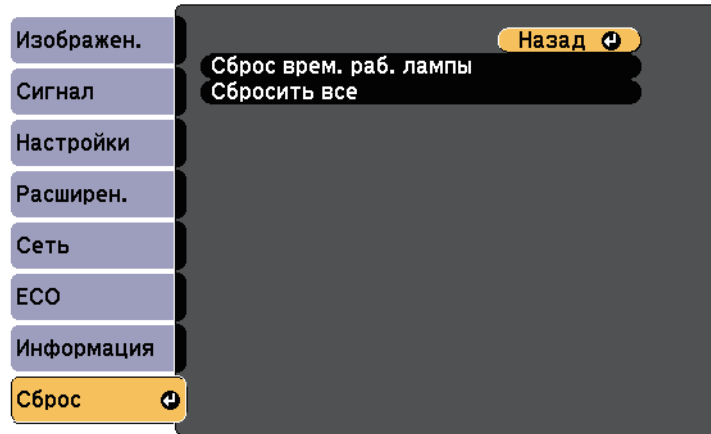 Изображен.
Сигнал
Настройки
Расширен.
Сеть
ECO
Информация
Сброс
Назад
Сброс врем. раб. лампы
Сбросить все